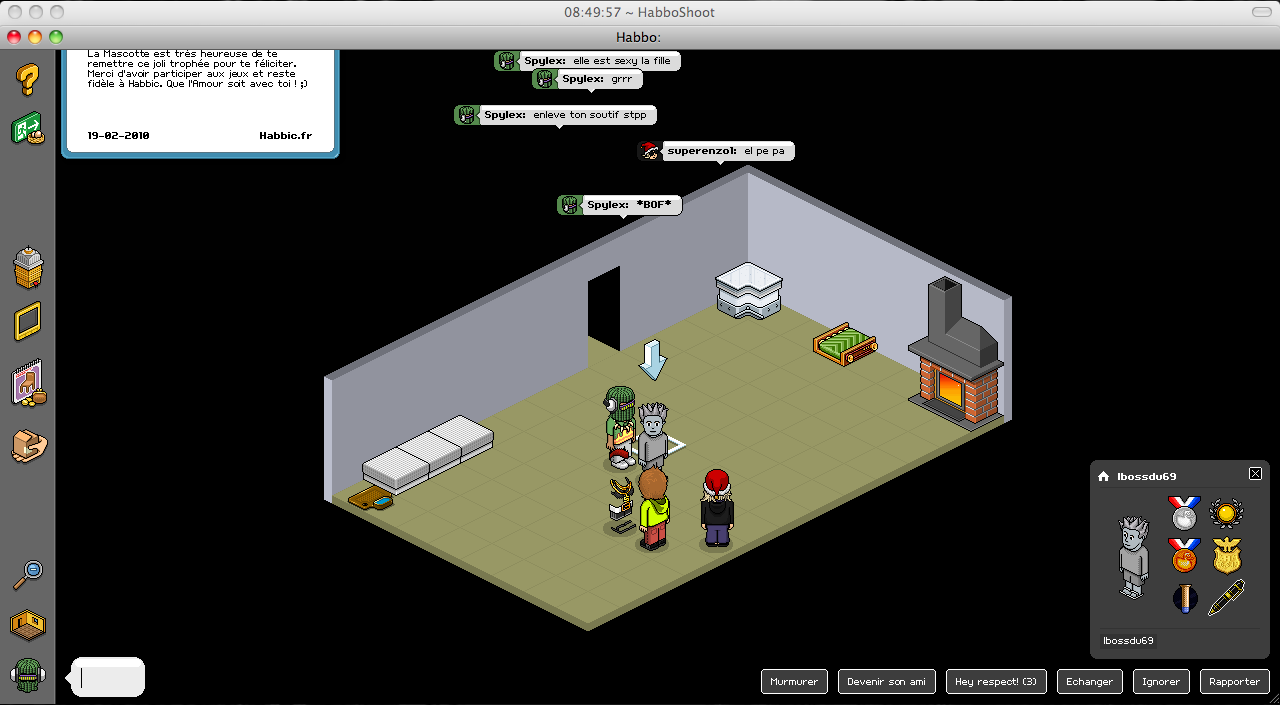 08:49:57 ~ HabboShoot
Habbo:
La Mascotte est très heureuse de te
remettre ce joli trophée pour te féliciter.
Merci d'avoir participer aux jeux et reste
fidèle à Habbic. Que l'Amour soit avec toi ! ;)
19-02-2010 Habbic.fr
Spylex: elle est sexy la fille
Spylex: grrr
Spylex: enleve ton soutif stpp
superenzo1: el pe pa
Spylex: *BOF*
lbossdu69
lbossdu69
Murmurer
Devenir son ami
Hey respect! (3)
Echanger
Ignorer
Rapporter